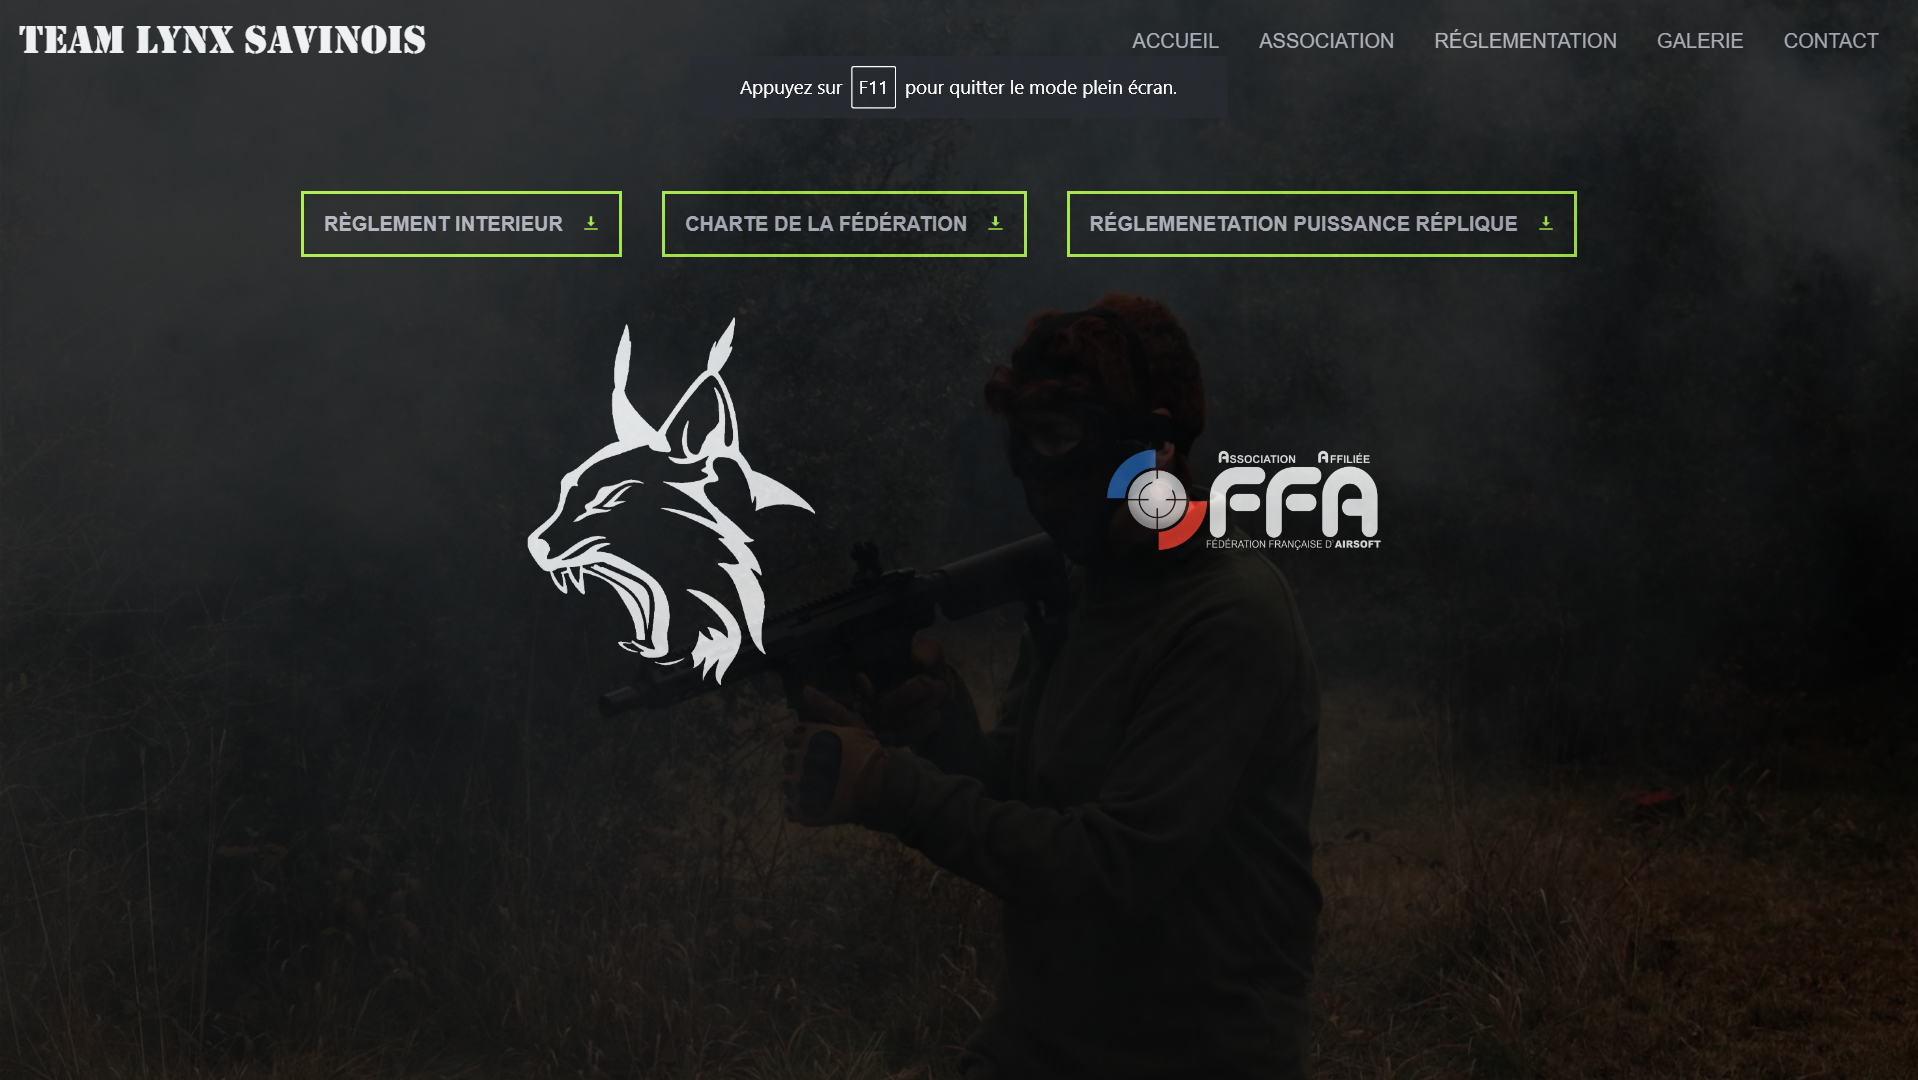 TEAM LYNX SAVINOIS
ACCUEIL
ASSOCIATION
RÉGLEMENTATION
GALERIE
CONTACT
Appuyez sur F11 pour quitter le mode plein écran.
RÈGLEMENT INTERIEUR
CHARTE DE LA FÉDÉRATION
RÉGLEMENETATION PUISSANCE RÉPLIQUE
ASSOCIATION AFFILIÉE
FFA
FÉDÉRATION FRANÇAISE D'AIRSOFT